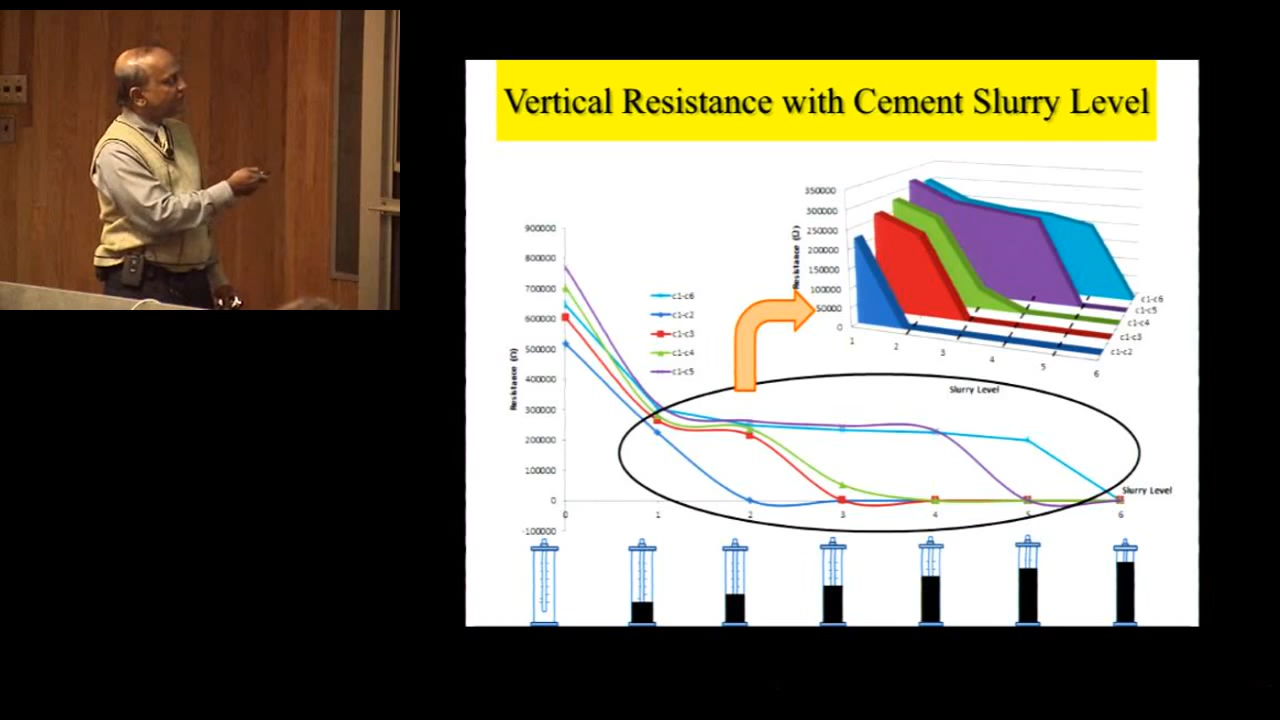 Vertical Resistance with Cement Slurry Level
350000
300000
250000
200000
150000
100000
50000
0
Resistance (Ω)
1
2
3
4
5
6
c1-c6
c1-c5
c1-c4
c1-c3
c1-c2
Slurry Level
900000
800000
700000
600000
500000
400000
300000
200000
100000
0
-100000
Resistance (Ω)
c1-c6
c1-c2
c1-c3
c1-c4
c1-c5
Slurry Level
0
1
2
3
4
5
6